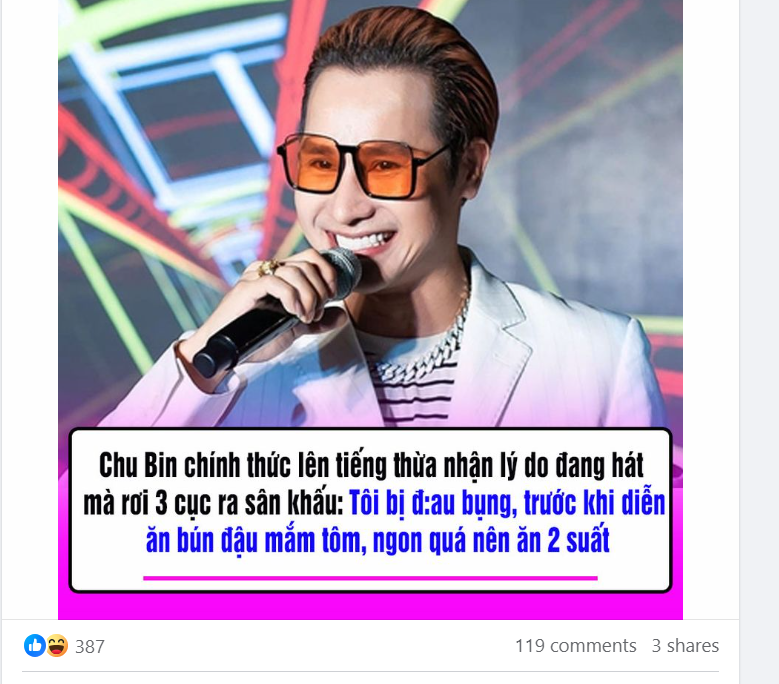 Chu Bin chính thức lên tiếng thừa nhận lý do đang hát
mà rơi 3 cục ra sân khấu: Tôi bị đ:au bụng, trước khi diễn
ăn bún đậu mắm tôm, ngon quá nên ăn 2 suất
387
119 comments 3 shares